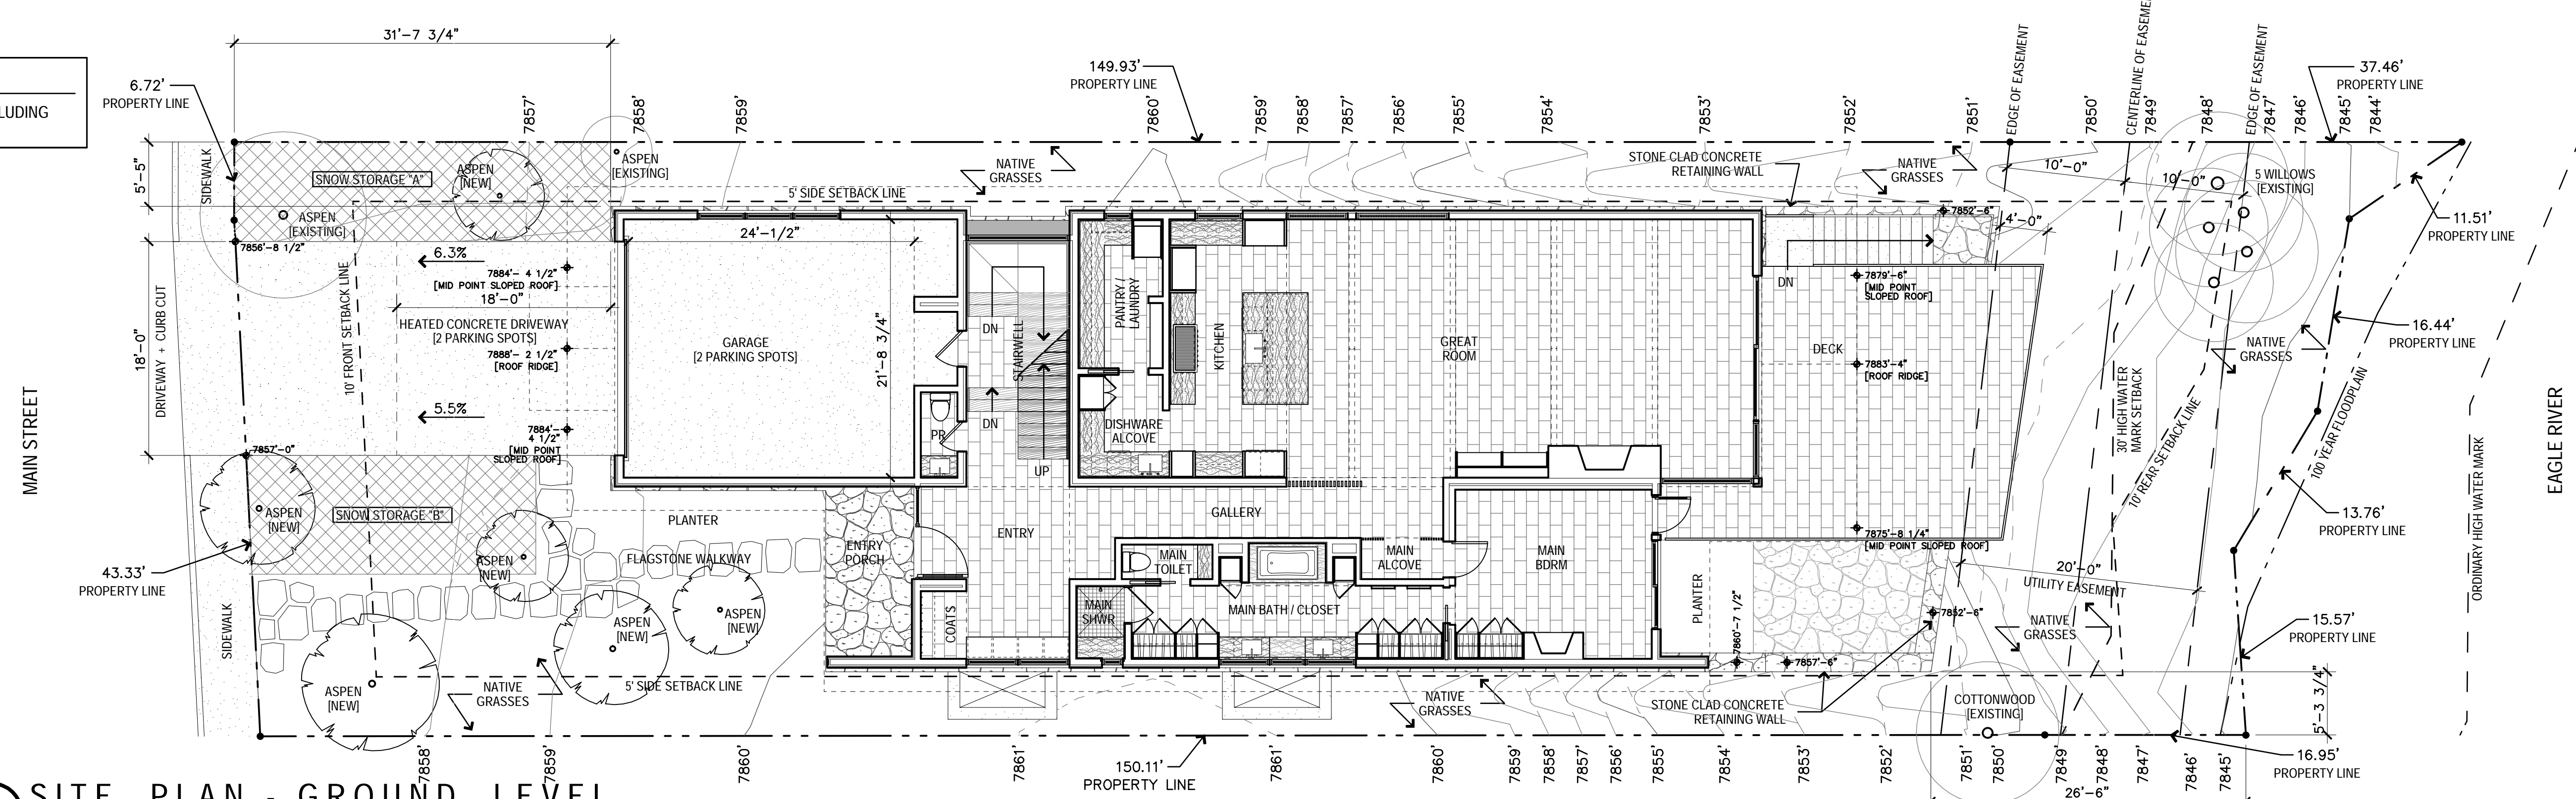 LUDING
31'-7 3/4"
6.72'
PROPERTY LINE
149.93'
PROPERTY LINE
37.46'
PROPERTY LINE
7857'
7858'
7859'
7860'
7859'
7858'
7857'
7856'
7855'
7854'
7853'
7852'
7851'
EDGE OF EASEMENT
7850'
CENTERLINE OF EASEME
7849'
7848'
EDGE OF EASEMENT
7847'
7846'
7845'
7844'
5'-5"
SIDEWALK
SNOW STORAGE "A"
ASPEN
[NEW]
ASPEN
[EXISTING]
ASPEN
[EXISTING]
5' SIDE SETBACK LINE
NATIVE
GRASSES
STONE CLAD CONCRETE
RETAINING WALL
NATIVE
GRASSES
10'-0"
10'-0"
5 WILLOWS
[EXISTING]
7852'-6"
4'-0"
11.51'
PROPERTY LINE
7856'-8 1/2"
6.3%
7884'- 4 1/2"
[MID POINT SLOPED ROOF]
18'-0"
HEATED CONCRETE DRIVEWAY
[2 PARKING SPOTS]
7888'- 2 1/2"
[ROOF RIDGE]
5.5%
7884'-
4 1/2"
[MID
POINT
SLOPED ROOF]
10' FRONT SETBACK LINE
18'-0"
DRIVEWAY + CURB CUT
MAIN STREET
24'-1/2"
GARAGE
[2 PARKING SPOTS]
21'-8 3/4"
DN
STAIRWELL
DN
UP
PR
PANTRY /
LAUNDRY
KITCHEN
DISHWARE
ALCOVE
GREAT
ROOM
DN
7879'-6"
[MID POINT
SLOPED ROOF]
DECK
7883'-4"
[ROOF RIDGE]
7875'-8 1/4"
[MID POINT SLOPED ROOF]
30' HIGH WATER
MARK SETBACK
10' REAR SETBACK LINE
NATIVE
GRASSES
16.44'
PROPERTY LINE
100 YEAR FLOODPLAIN
ORDINARY HIGH WATER MARK
EAGLE RIVER
13.76'
PROPERTY LINE
7857'-0"
ASPEN
[NEW]
SNOW STORAGE "B"
PLANTER
ASPEN
[NEW]
FLAGSTONE WALKWAY
ENTRY
PORCH
ENTRY
GALLERY
COATS
MAIN
TOILET
MAIN
SHWR
MAIN BATH / CLOSET
MAIN
ALCOVE
MAIN
BDRM
PLANTER
7860'-7 1/2"
7857'-6"
7852'-6"
20'-0"
UTILITY EASEMENT
NATIVE
GRASSES
15.57'
PROPERTY LINE
43.33'
PROPERTY LINE
SIDEWALK
ASPEN
[NEW]
ASPEN
[NEW]
ASPEN
[NEW]
NATIVE
GRASSES
5' SIDE SETBACK LINE
NATIVE
GRASSES
STONE CLAD CONCRETE
RETAINING WALL
COTTONWOOD
[EXISTING]
5'-3 3/4"
7858'
7859'
7860'
7861'
150.11'
PROPERTY LINE
7861'
7860'
7859'
7858'
7857'
7856'
7855'
7854'
7853'
7852'
7851'
7850'
7849'
7848'
7847'
7846'
7845'
16.95'
PROPERTY LINE
26'-6"
SITE PLAN - GROUND LEVEL